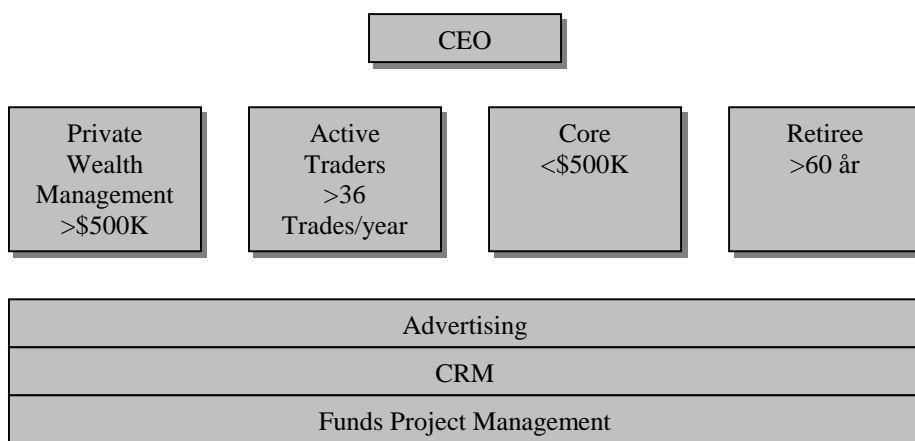 CEO
Private
Wealth
Management
>$500K
Active
Traders
>36
Trades/year
Core
<$500K
Retiree
>60 år
Advertising
CRM
Funds Project Management